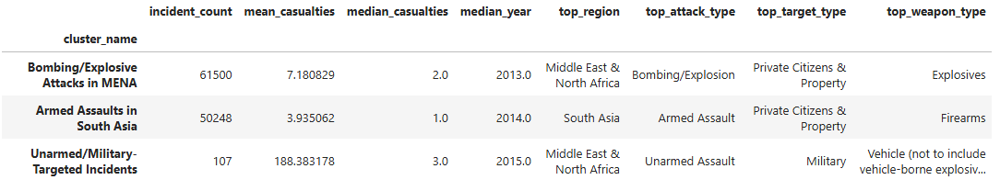 incident_count mean_casualties median_casualties median_year top_region top_attack_type top_target_type top_weapon_type
cluster_name
Bombing/Explosive Attacks in MENA 61500 7.180829 2.0 2013.0 Middle East & North Africa Bombing/Explosion Private Citizens & Property Explosives
Armed Assaults in South Asia 50248 3.935062 1.0 2014.0 South Asia Armed Assault Private Citizens & Property Firearms
Unarmed/Military-Targeted Incidents 107 188.383178 3.0 2015.0 Middle East & North Africa Unarmed Assault Military Vehicle (not to include vehicle-borne explosiv...